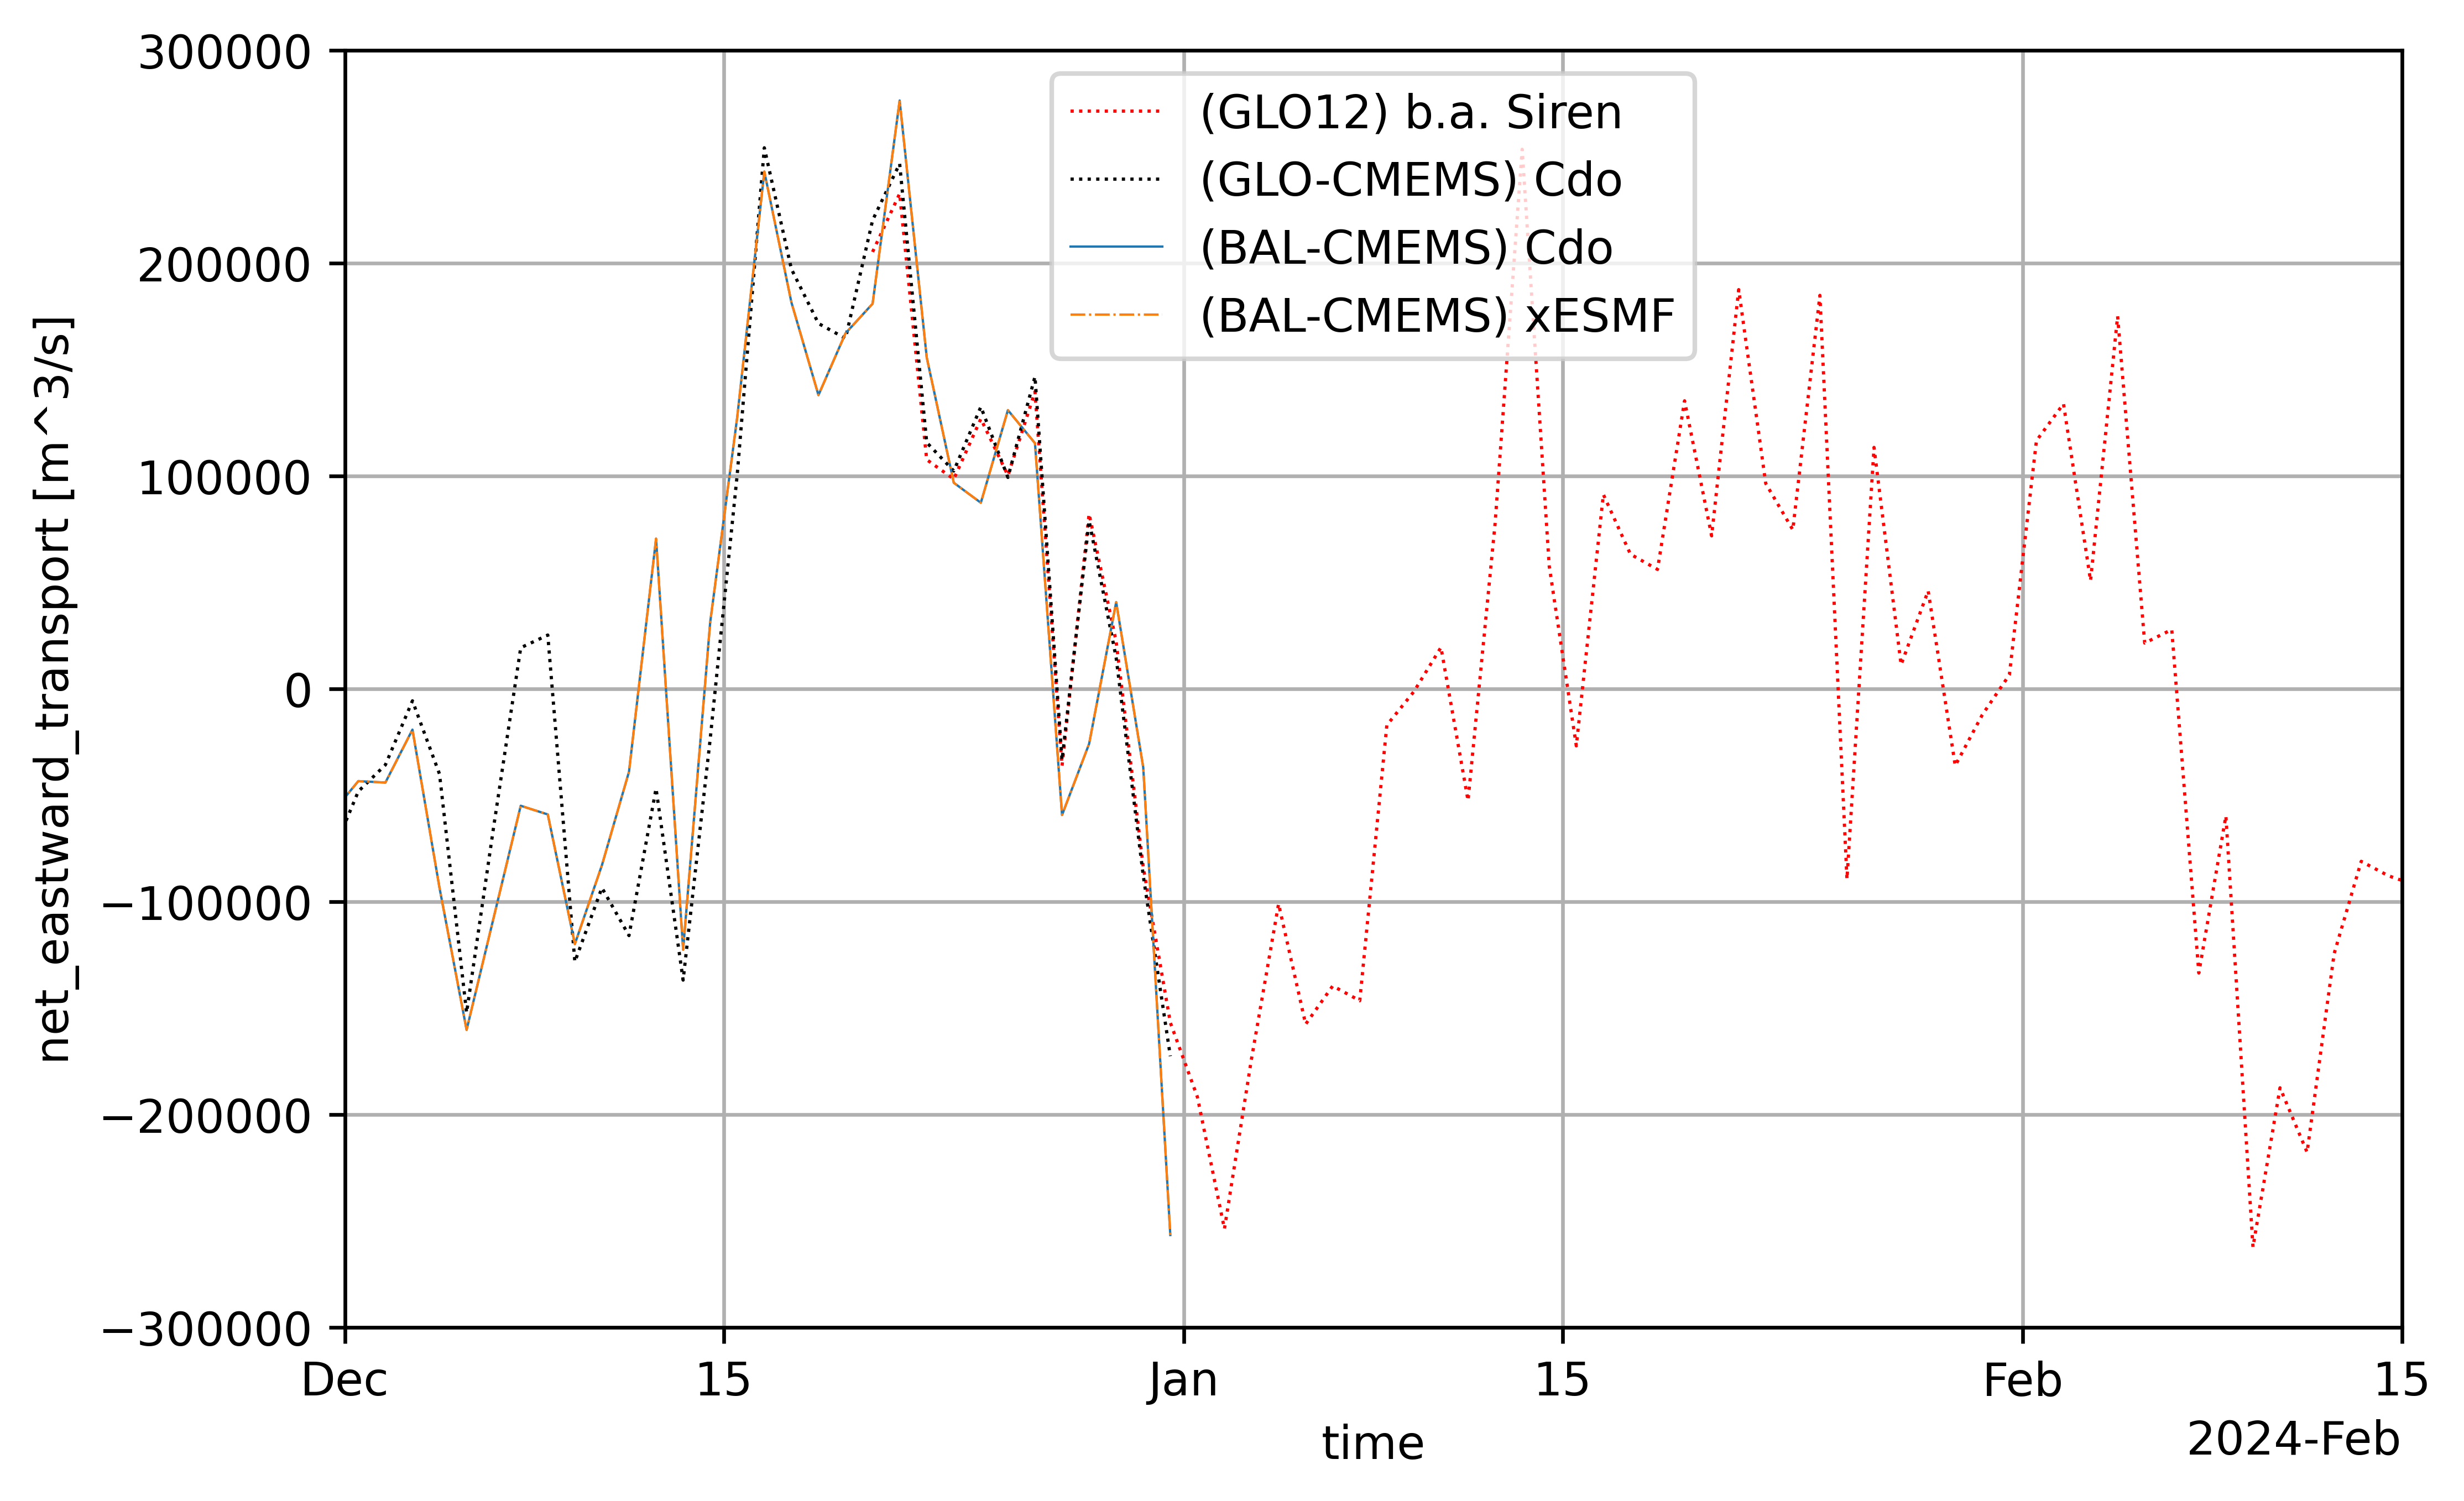 300000
200000
100000
0
−100000
−200000
−300000
net_eastward_transport [m^3/s]
(GLO12) b.a. Siren
(GLO-CMEMS) Cdo
(BAL-CMEMS) Cdo
(BAL-CMEMS) xESMF
Dec 15 Jan 15 Feb 15
time
2024-Feb